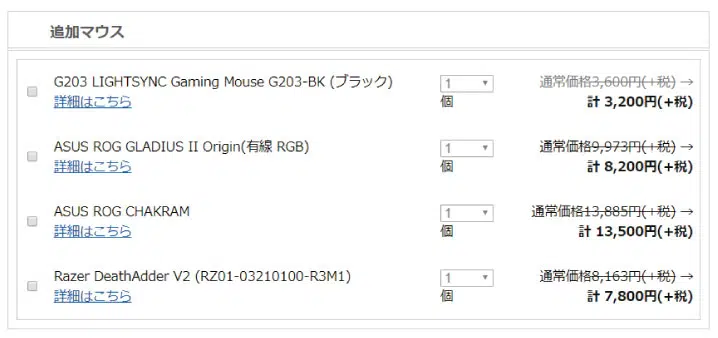 追加マウス
G203 LIGHTSYNC Gaming Mouse G203-BK (ブラック)
詳細はこちら
1
個
通常価格3,600円(+税) →
計 3,200円(+税)
ASUS ROG GLADIUS II Origin(有線 RGB)
詳細はこちら
1
個
通常価格9,973円(+税) →
計 8,200円(+税)
ASUS ROG CHAKRAM
詳細はこちら
1
個
通常価格13,885円(+税) →
計 13,500円(+税)
Razer DeathAdder V2 (RZ01-03210100-R3M1)
詳細はこちら
1
個
通常価格8,163円(+税) →
計 7,800円(+税)